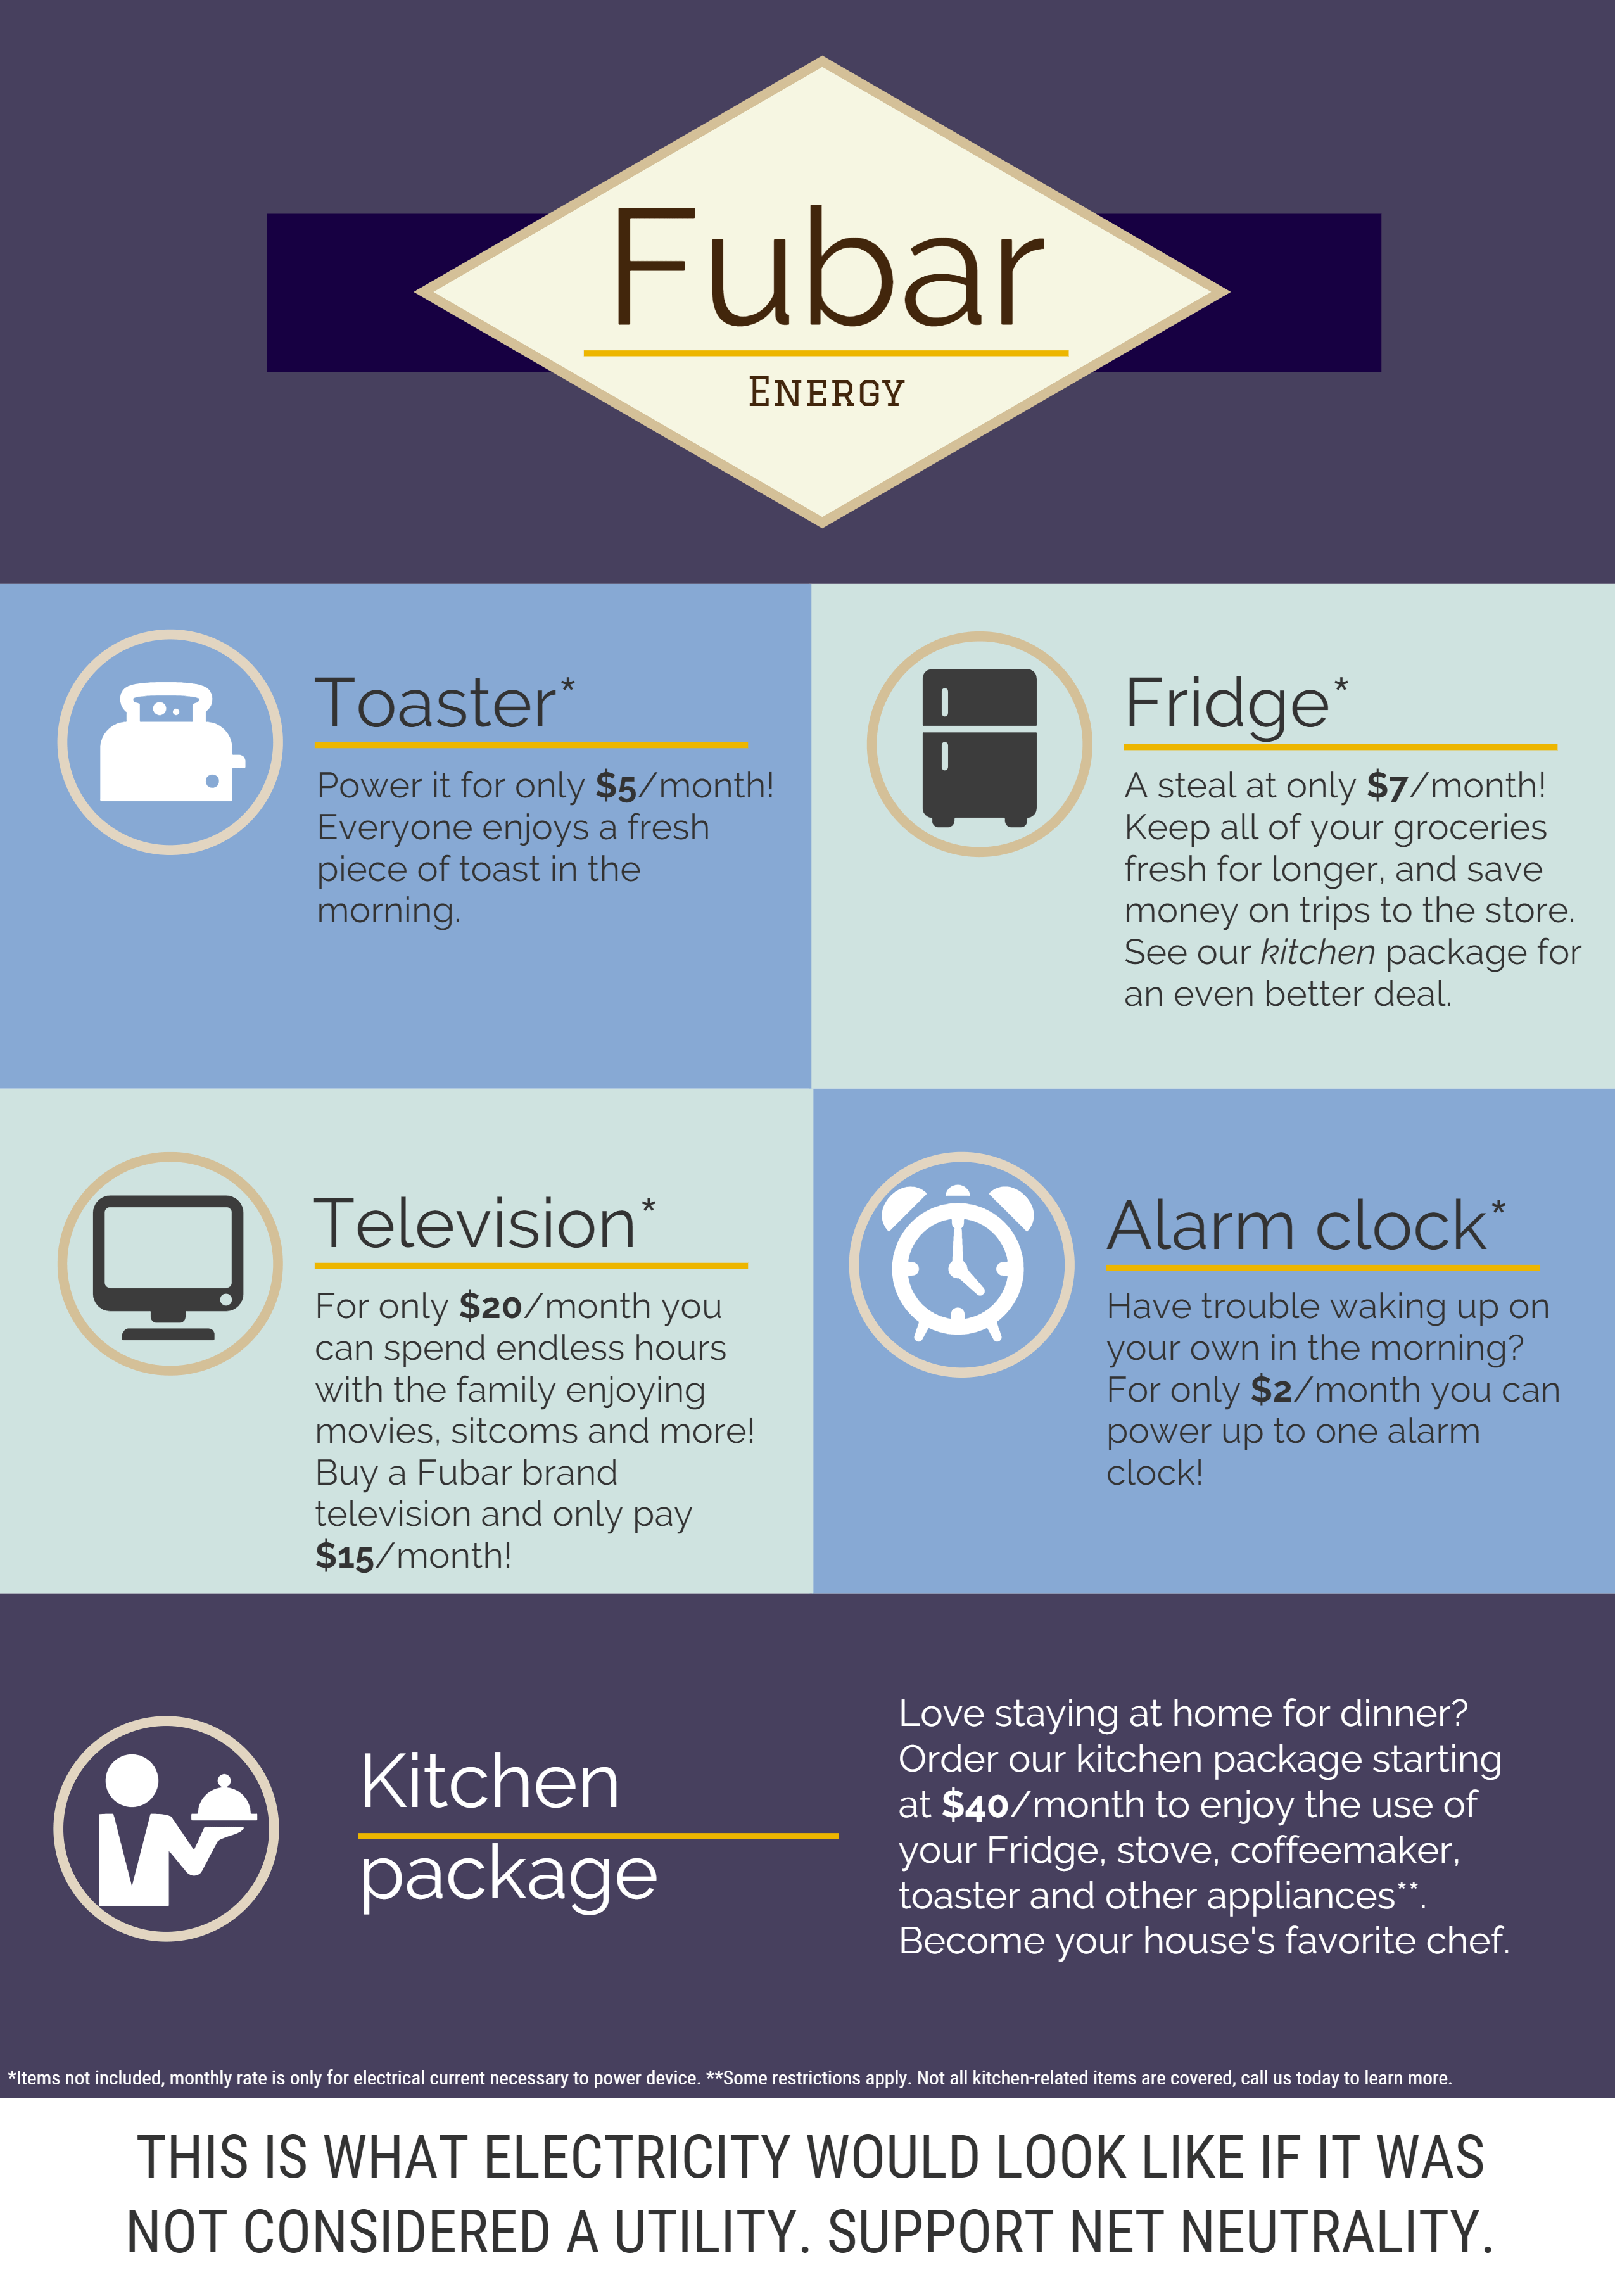 Fubar
ENERGY
Toaster*
Power it for only $5/month!
Everyone enjoys a fresh
piece of toast in the
morning.
Fridge*
A steal at only $7/month!
Keep all of your groceries
fresh for longer, and save
money on trips to the store.
See our kitchen package for
an even better deal.
Television*
For only $20/month you
can spend endless hours
with the family enjoying
movies, sitcoms and more!
Buy a Fubar brand
television and only pay
$15/month!
Alarm clock*
Have trouble waking up on
your own in the morning?
For only $2/month you can
power up to one alarm
clock!
Kitchen
package
Love staying at home for dinner?
Order our kitchen package starting
at $40/month to enjoy the use of
your Fridge, stove, coffeemaker,
toaster and other appliances**.
Become your house's favorite chef.
*Items not included, monthly rate is only for electrical current necessary to power device. **Some restrictions apply. Not all kitchen-related items are covered, call us today to learn more.
THIS IS WHAT ELECTRICITY WOULD LOOK LIKE IF IT WAS
NOT CONSIDERED A UTILITY. SUPPORT NET NEUTRALITY.